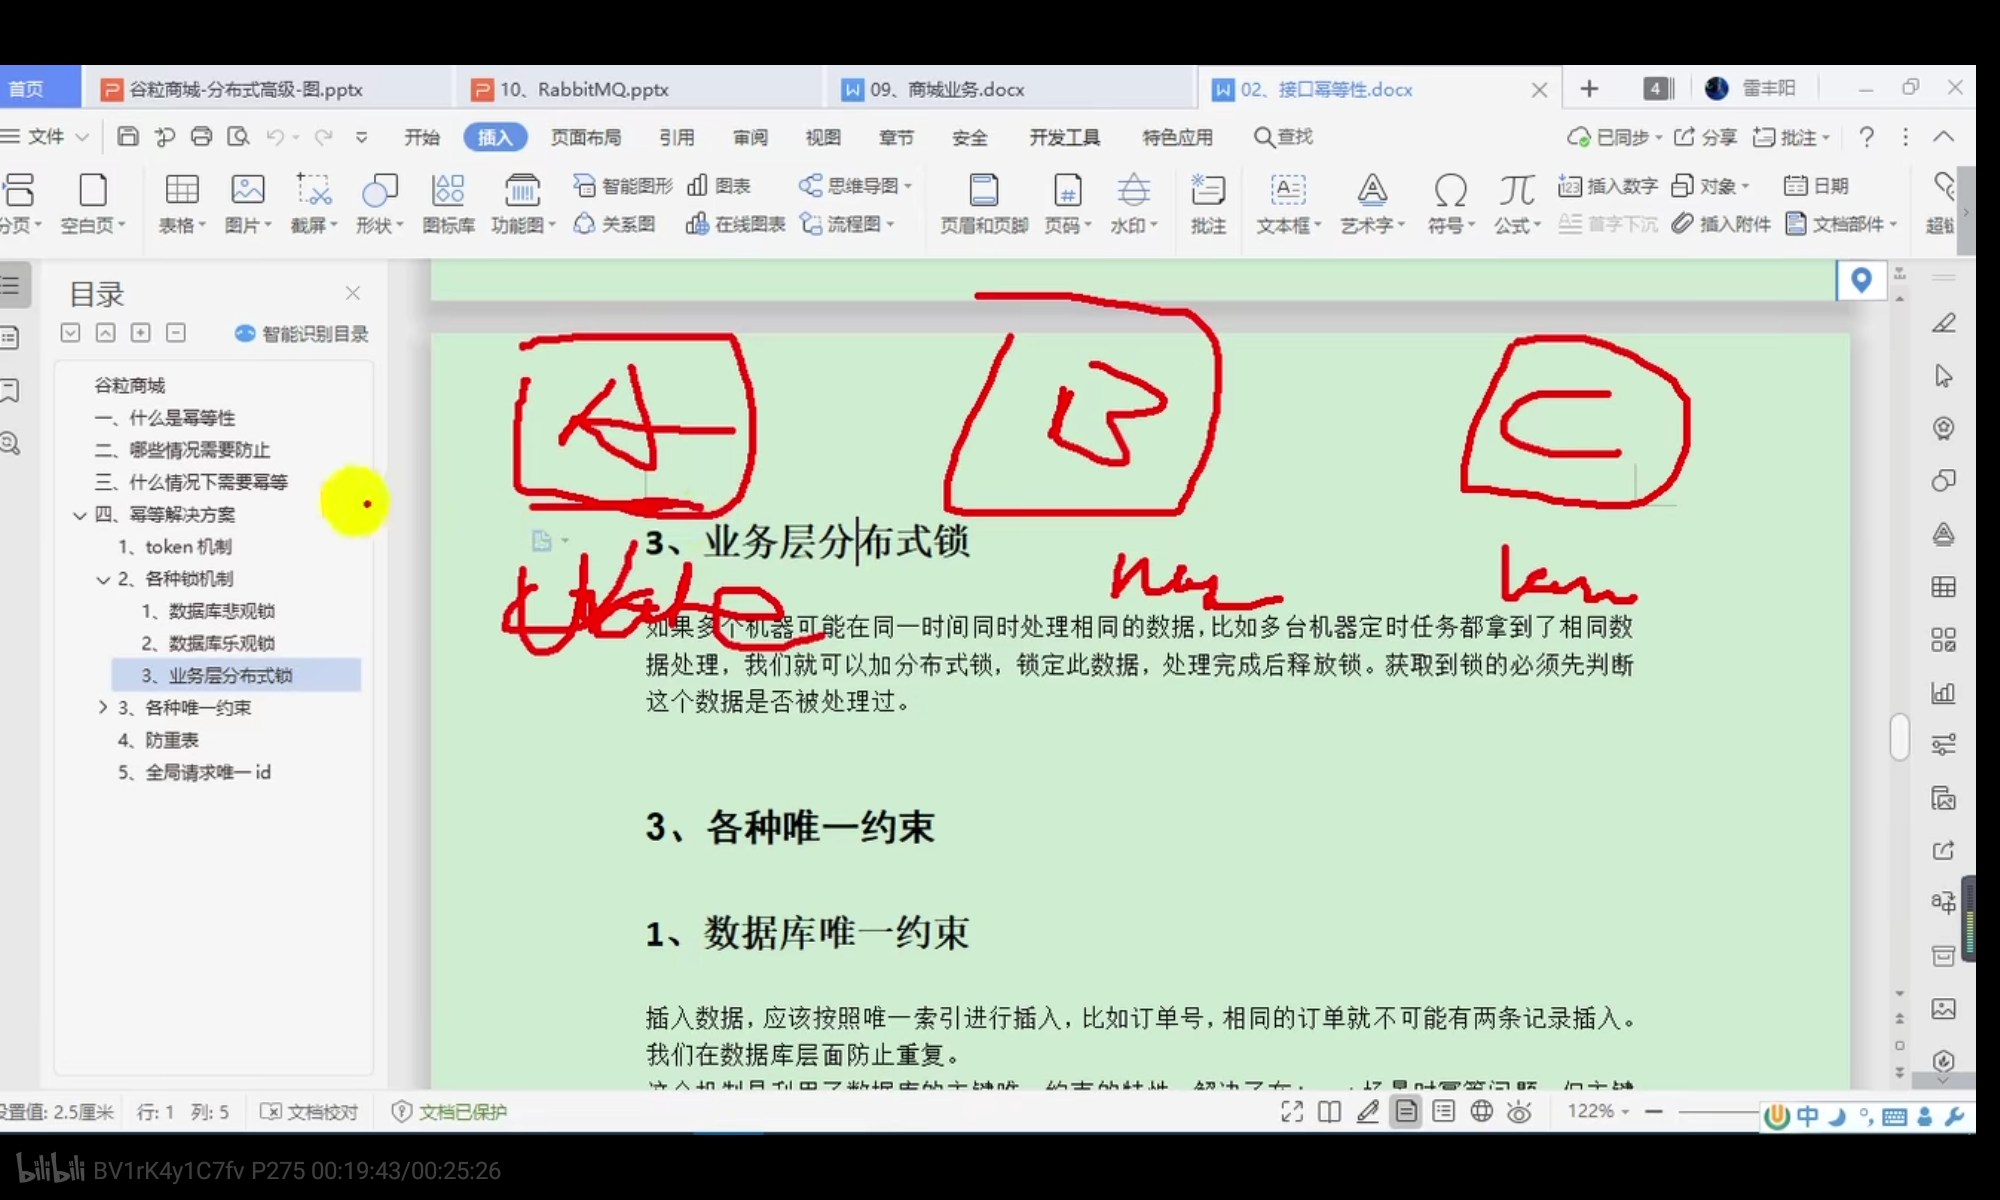 首页 谷粒商城-分布式高级-图.pptx 10、RabbitMQ.pptx 09、商城业务.docx 02、接口幂等性.docx 4 雷丰阳
文件 开始 插入 页面布局 引用 审阅 视图 章节 安全 开发工具 特色应用 查找 已同步 分享 批注
智能图形 图表 思维导图 插入数字 对象 日期
分页 空白页 表格 图片 截屏 形状 图标库 功能图 关系图 在线图表 流程图 页眉和页脚 页码 水印 批注 文本框 艺术字 符号 公式 首字下沉 插入附件 文档部件 超链
目录
智能识别目录
谷粒商城
一、什么是幂等性
二、哪些情况需要防止
三、什么情况下需要幂等
四、幂等解决方案
1、token 机制
2、各种锁机制
1、数据库悲观锁
2、数据库乐观锁
3、业务层分布式锁
3、各种唯一约束
4、防重表
5、全局请求唯一 id
A B C
3、业务层分布式锁
如果多个机器可能在同一时间同时处理相同的数据,比如多台机器定时任务都拿到了相同数
据处理，我们就可以加分布式锁，锁定此数据，处理完成后释放锁。获取到锁的必须先判断
这个数据是否被处理过。
3、各种唯一约束
1、数据库唯一约束
插入数据，应该按照唯一索引进行插入，比如订单号，相同的订单就不可能有两条记录插入。
我们在数据库层面防止重复。
设置值: 2.5厘米 行: 1 列: 5 文档校对 文档已保护 122% 中
bilibili BV1rK4y1C7fv P275 00:19:43/00:25:26